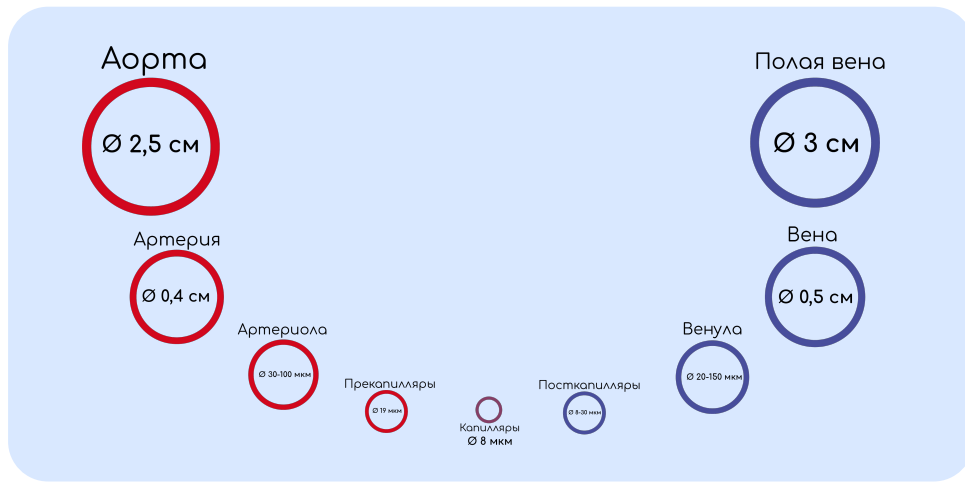 Аорта
Ø 2,5 см
Полая вена
Ø 3 см
Артерия
Ø 0,4 см
Вена
Ø 0,5 см
Артериола
Ø 30-100 мкм
Венула
Ø 20-150 мкм
Прекапилляры
Ø 19 мкм
Капилляры
Ø 8 мкм
Посткапилляры
Ø 8-30 мкм